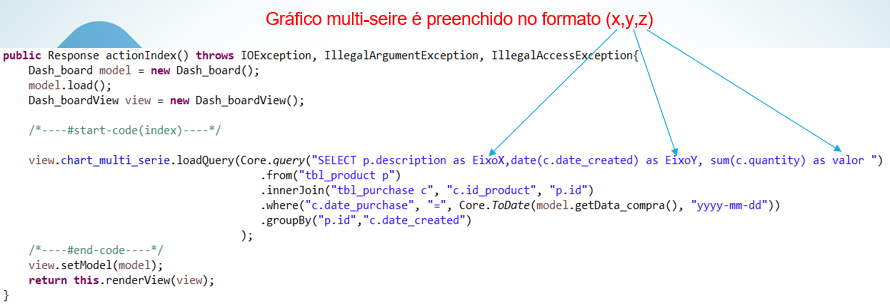 Gráfico multi-seire é preenchido no formato (x,y,z)
public Response actionIndex() throws IOException, IllegalArgumentException, IllegalAccessException{
Dash_board model = new Dash_board();
model.load();
Dash_boardView view = new Dash_boardView();
/*----#start-code(index)----*/
view.chart_multi_serie.loadQuery(Core.query("SELECT p.description as EixoX,date(c.date_created) as EixoY, sum(c.quantity) as valor ")
.from("tbl_product p")
.innerJoin("tbl_purchase c", "c.id_product", "p.id")
.where("c.date_purchase", "=", Core.ToDate(model.getData_compra(), "yyyy-mm-dd"))
.groupBy("p.id","c.date_created")
);
/*----#end-code----*/
view.setModel(model);
return this.renderView(view);
}